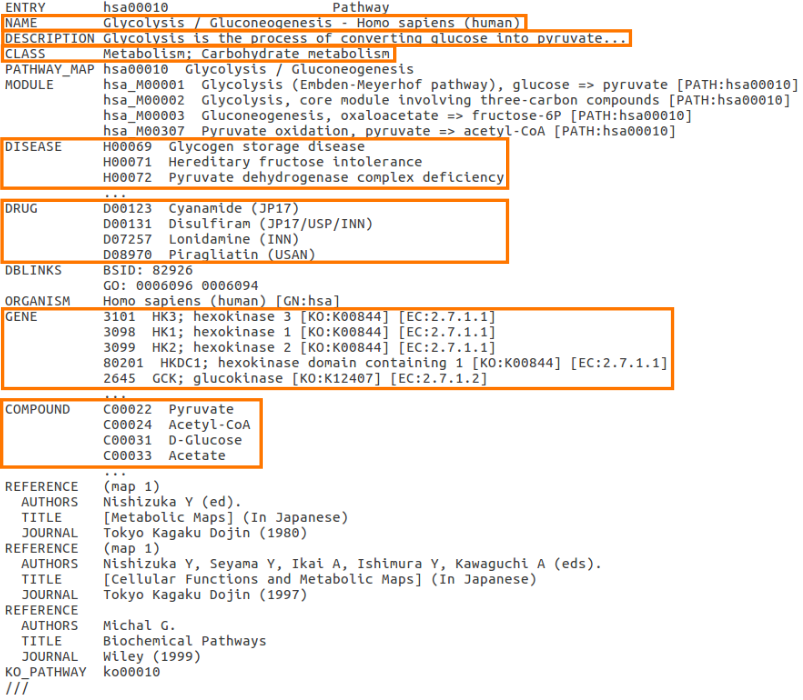 ENTRY hsa00010 Pathway
NAME Glycolysis / Gluconeogenesis - Homo sapiens (human)
DESCRIPTION Glycolysis is the process of converting glucose into pyruvate...
CLASS Metabolism; Carbohydrate metabolism
PATHWAY_MAP hsa00010 Glycolysis / Gluconeogenesis
MODULE hsa_M00001 Glycolysis (Embden-Meyerhof pathway), glucose => pyruvate [PATH:hsa00010]
hsa_M00002 Glycolysis, core module involving three-carbon compounds [PATH:hsa00010]
hsa_M00003 Gluconeogenesis, oxaloacetate => fructose-6P [PATH:hsa00010]
hsa_M00307 Pyruvate oxidation, pyruvate => acetyl-CoA [PATH:hsa00010]
DISEASE H00069 Glycogen storage disease
H00071 Hereditary fructose intolerance
H00072 Pyruvate dehydrogenase complex deficiency
...
DRUG D00123 Cyanamide (JP17)
D00131 Disulfiram (JP17/USP/INN)
D07257 Lonidamine (INN)
D08970 Piragliatin (USAN)
DBLINKS BSID: 82926
GO: 0006096 0006094
ORGANISM Homo sapiens (human) [GN:hsa]
GENE 3101 HK3; hexokinase 3 [KO:K00844] [EC:2.7.1.1]
3098 HK1; hexokinase 1 [KO:K00844] [EC:2.7.1.1]
3099 HK2; hexokinase 2 [KO:K00844] [EC:2.7.1.1]
80201 HKDC1; hexokinase domain containing 1 [KO:K00844] [EC:2.7.1.1]
2645 GCK; glucokinase [KO:K12407] [EC:2.7.1.2]
...
COMPOUND C00022 Pyruvate
C00024 Acetyl-CoA
C00031 D-Glucose
C00033 Acetate
...
REFERENCE (map 1)
AUTHORS Nishizuka Y (ed).
TITLE [Metabolic Maps] (In Japanese)
JOURNAL Tokyo Kagaku Dojin (1980)
REFERENCE (map 1)
AUTHORS Nishizuka Y, Seyama Y, Ikai A, Ishimura Y, Kawaguchi A (eds).
TITLE [Cellular Functions and Metabolic Maps] (In Japanese)
JOURNAL Tokyo Kagaku Dojin (1997)
REFERENCE
AUTHORS Michal G.
TITLE Biochemical Pathways
JOURNAL Wiley (1999)
KO_PATHWAY ko00010
///